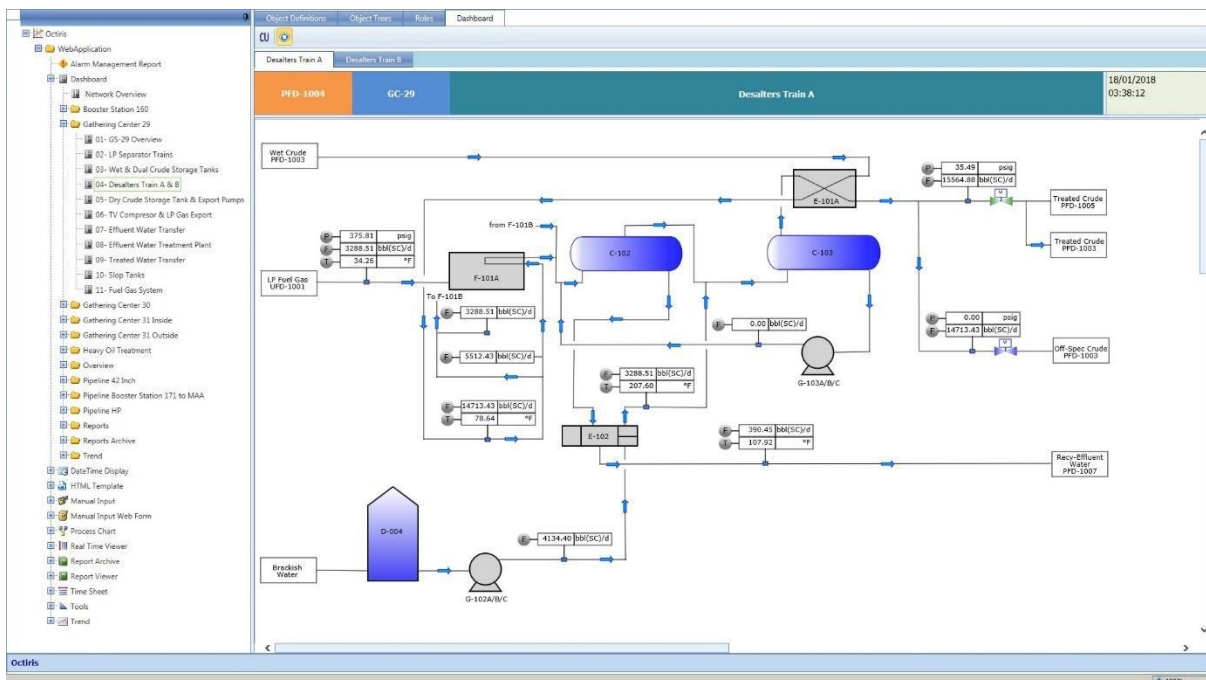 Object Definitions
Object Trees
Roles
Dashboard
Octiris
WebApplication
Alarm Management Report
Dashboard
Network Overview
Booster Station 160
Gathering Center 29
01- GS-29 Overview
02- LP Separator Trains
03- Wet & Dual Crude Storage Tanks
04- Desalters Train A & B
05- Dry Crude Storage Tank & Export Pumps
06- TV Compresor & LP Gas Export
07- Effluent Water Transfer
08- Effluent Water Treatment Plant
09- Treated Water Transfer
10- Slop Tanks
11- Fuel Gas System
Gathering Center 30
Gathering Center 31 Inside
Gathering Center 31 Outside
Heavy Oil Treatment
Overview
Pipeline 42 Inch
Pipeline Booster Station 171 to MAA
Pipeline HP
Reports
Reports Archive
Trend
DateTime Display
HTML Template
Manual Input
Manual Input Web Form
Process Chart
Real Time Viewer
Report Archive
Report Viewer
Time Sheet
Tools
Trend
Desalters Train A
Desalters Train B
PFD-1004
GC-29
Desalters Train A
18/01/2018
03:38:12
Wet Crude
PFD-1003
E-101A
P 35.49 psig
F 15564.88 bbl(SC)/d
M
Treated Crude
PFD-1005
Treated Crude
PFD-1003
from F-101B
C-102
C-103
P 375.81 psig
F 3288.51 bbl(SC)/d
T 34.26 °F
LP Fuel Gas
UFD-1001
F-101A
To F-101B
F 3288.51 bbl(SC)/d
F 5512.43 bbl(SC)/d
F 14713.43 bbl(SC)/d
T 78.64 °F
F 0.00 bbl(SC)/d
G-103A/B/C
P 0.00 psig
F 14713.43 bbl(SC)/d
M
Off-Spec Crude
PFD-1003
F 3288.51 bbl(SC)/d
T 207.60 °F
E-102
F 390.45 bbl(SC)/d
T 107.92 °F
Recy-Effluent
Water
PFD-1007
D-004
F 4134.40 bbl(SC)/d
Brackish
Water
G-102A/B/C
Octiris